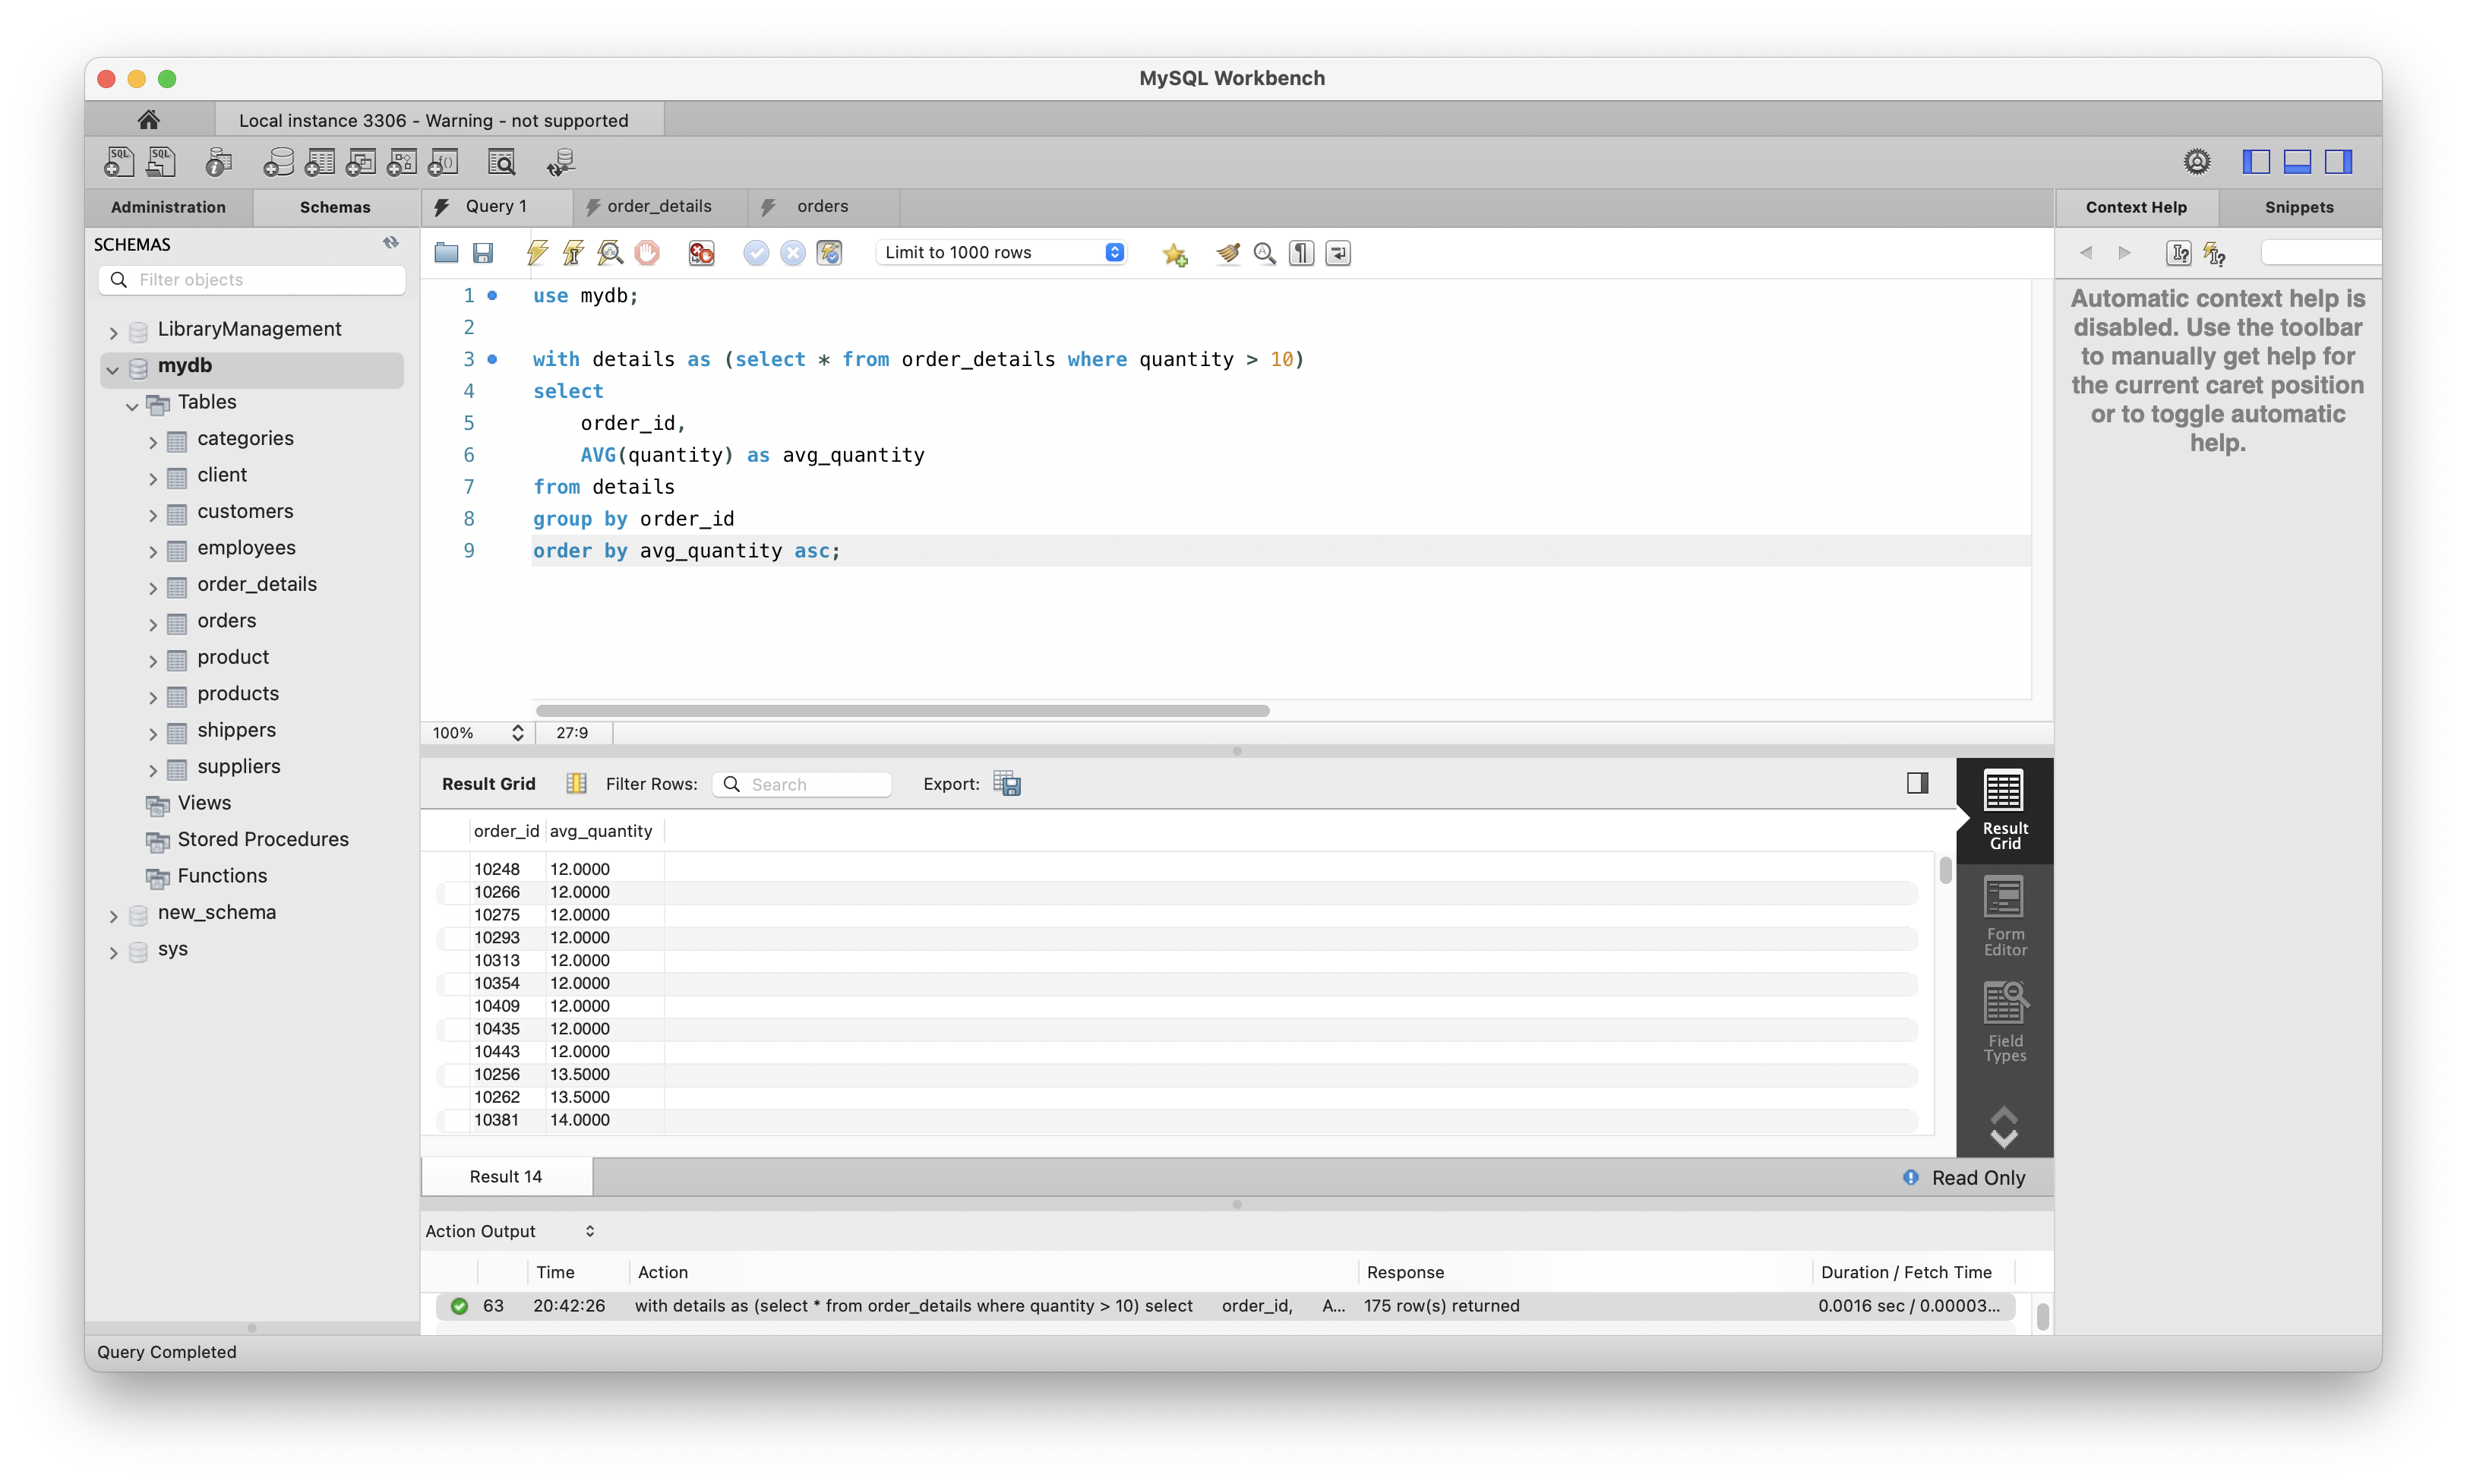 MySQL Workbench
Local instance 3306 - Warning - not supported
SQL SQL
Administration Schemas
SCHEMAS
Filter objects
LibraryManagement
mydb
Tables
categories
client
customers
employees
order_details
orders
product
products
shippers
suppliers
Views
Stored Procedures
Functions
new_schema
sys
Query 1 order_details orders
Limit to 1000 rows
1 use mydb;
2
3 with details as (select * from order_details where quantity > 10)
4 select
5 order_id,
6 AVG(quantity) as avg_quantity
7 from details
8 group by order_id
9 order by avg_quantity asc;
100% 27:9
Result Grid Filter Rows: Search Export:
order_id avg_quantity
10248 12.0000
10266 12.0000
10275 12.0000
10293 12.0000
10313 12.0000
10354 12.0000
10409 12.0000
10435 12.0000
10443 12.0000
10256 13.5000
10262 13.5000
10381 14.0000
Result
Grid
Form
Editor
Field
Types
Result 14 Read Only
Action Output
Time Action Response Duration / Fetch Time
63 20:42:26 with details as (select * from order_details where quantity > 10) select order_id, A... 175 row(s) returned 0.0016 sec / 0.00003...
Context Help Snippets
Automatic context help is
disabled. Use the toolbar
to manually get help for
the current caret position
or to toggle automatic
help.
Query Completed